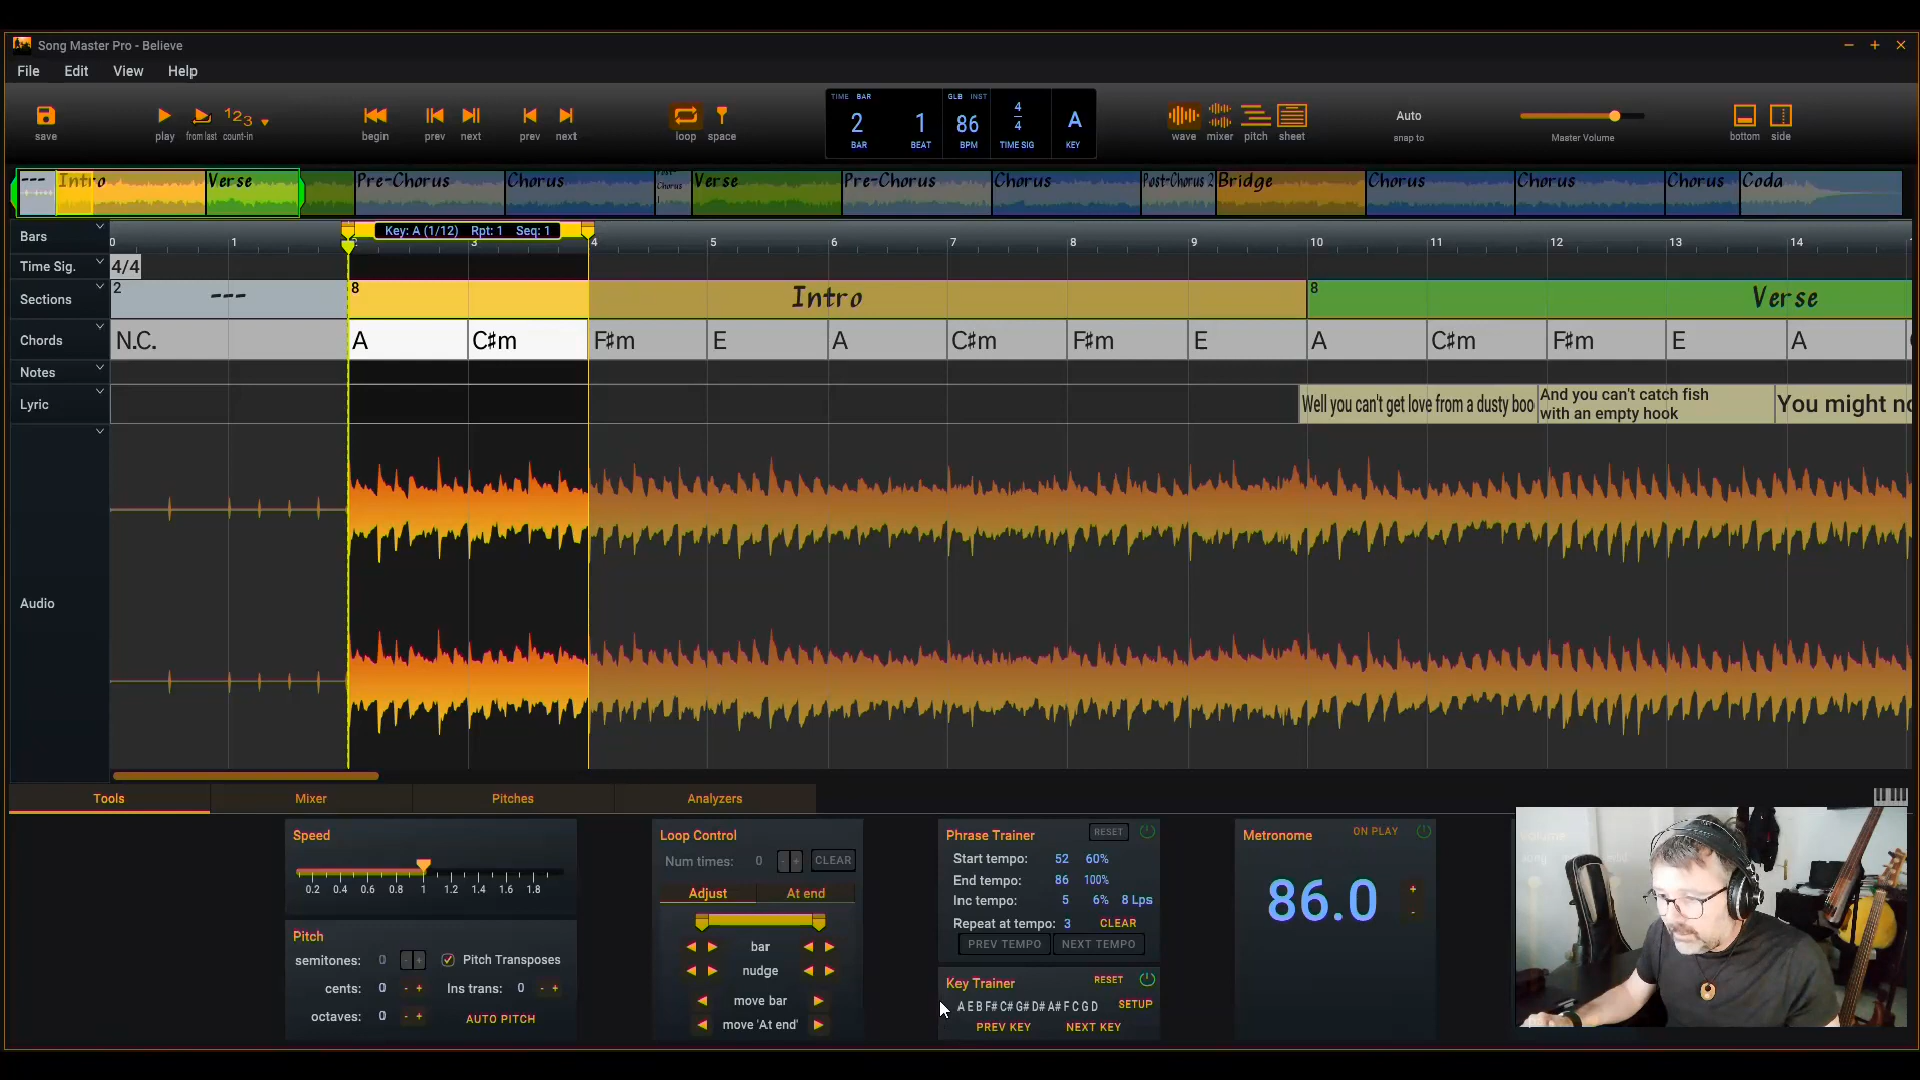 Song Master Pro - Believe
File Edit View Help
save play from last 1 2 3 count-in begin prev next prev next loop space
TIME BAR GLB INST
2 1 86 4 4 A
BAR BEAT BPM TIME SIG KEY
wave mixer pitch sheet
Auto
snap to
Master Volume
bottom side
--- Intro Verse Pre-Chorus Chorus Post-Chorus 1 Verse Pre-Chorus Chorus Post-Chorus 2 Bridge Chorus Chorus Chorus Coda
Key: A (1/12) Rpt: 1 Seq: 1
Bars 0 1 2 3 4 5 6 7 8 9 10 11 12 13 14
Time Sig. 4/4
Sections 2 --- 8 Intro 8 Verse
Chords N.C. A C♯m F♯m E A C♯m F♯m E A C♯m F♯m E A
Notes
Lyric Well you can't get love from a dusty boo
And you can't catch fish
with an empty hook
You might no
Audio
Tools Mixer Pitches Analyzers
Speed
0.2 0.4 0.6 0.8 1 1.2 1.4 1.6 1.8
Pitch
semitones: 0 - + Pitch Transposes
cents: 0 - + Ins trans: 0 - +
octaves: 0 - + AUTO PITCH
Loop Control
Num times: 0 - + CLEAR
Adjust At end
bar
nudge
move bar
move 'At end'
Phrase Trainer RESET
Start tempo: 52 60%
End tempo: 86 100%
Inc tempo: 5 6% 8 Lps
Repeat at tempo: 3 CLEAR
PREV TEMPO NEXT TEMPO
Key Trainer RESET
A E B F# C# G# D# A# F C G D SETUP
PREV KEY NEXT KEY
Metronome ON PLAY
86.0 + -